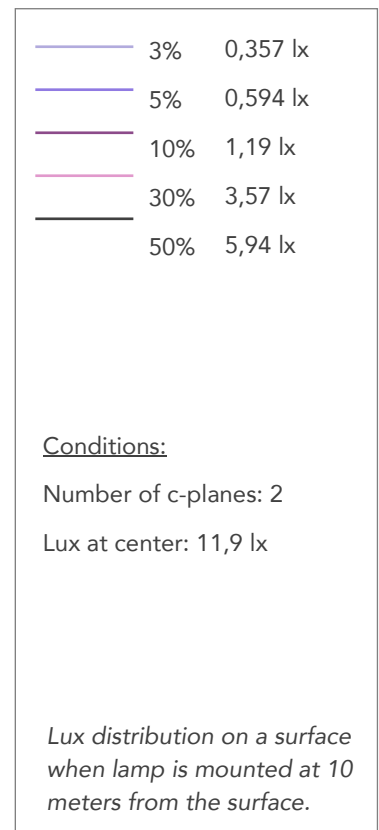 3% 0,357 lx
5% 0,594 lx
10% 1,19 lx
30% 3,57 lx
50% 5,94 lx
Conditions:
Number of c-planes: 2
Lux at center: 11,9 lx
Lux distribution on a surface
when lamp is mounted at 10
meters from the surface.